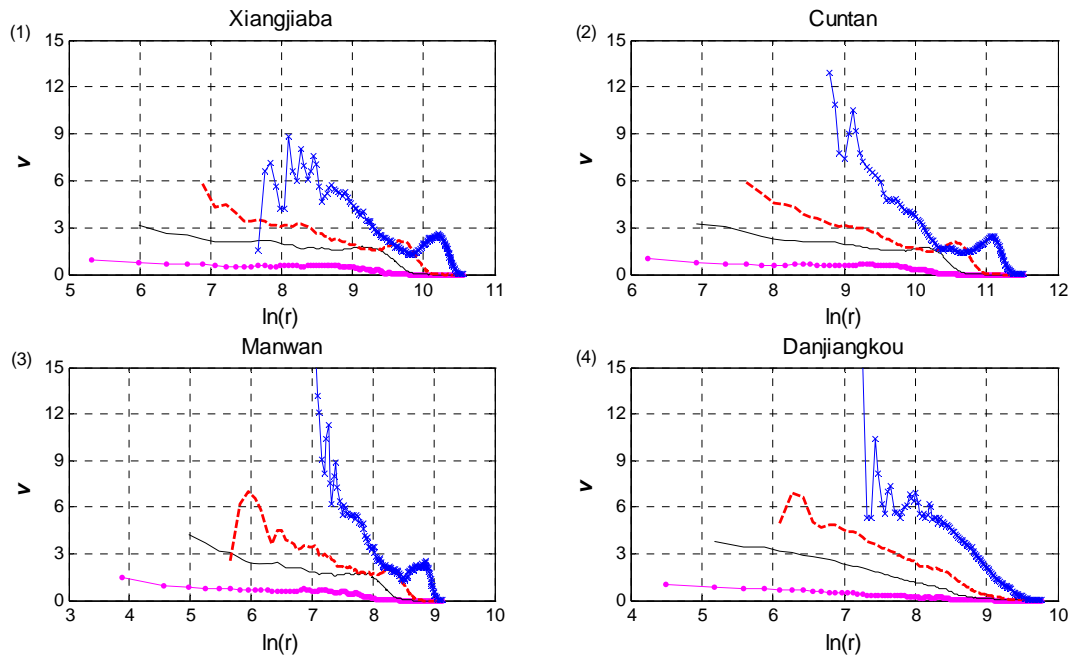 (1) Xiangjiaba
15
12
9
6
3
0
v
5 6 7 8 9 10 11
ln(r)
(2) Cuntan
15
12
9
6
3
0
v
6 7 8 9 10 11 12
ln(r)
(3) Manwan
15
12
9
6
3
0
v
3 4 5 6 7 8 9 10
ln(r)
(4) Danjiangkou
15
12
9
6
3
0
v
4 5 6 7 8 9 10
ln(r)